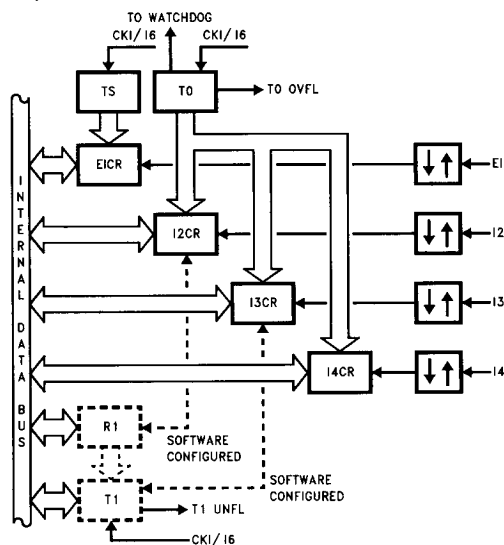 TO WATCHDOG
CKI/16
CKI/16
TS
T0
T0 OVFL
EICR
EI
I2CR
I2
I3CR
I3
I4CR
I4
INTERNAL DATA BUS
R1
SOFTWARE
CONFIGURED
SOFTWARE
CONFIGURED
T1
T1 UNFL
CKI/16